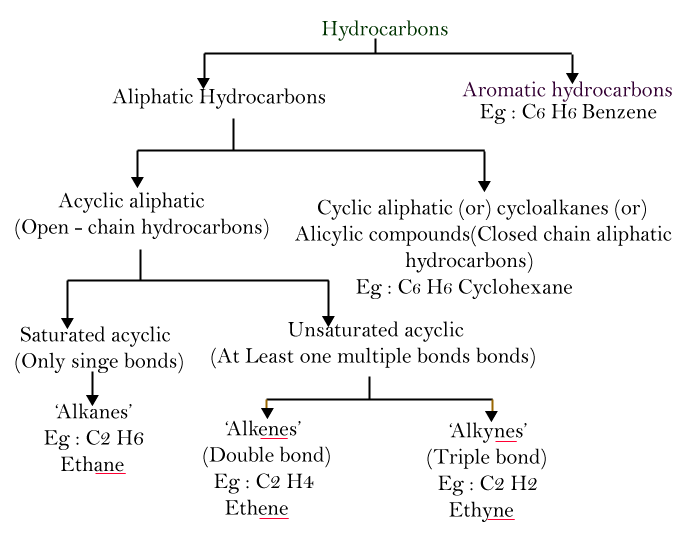 Hydrocarbons
Aliphatic Hydrocarbons
Aromatic hydrocarbons
Eg : C6 H6 Benzene
Acyclic aliphatic
(Open - chain hydrocarbons)
Cyclic aliphatic (or) cycloalkanes (or)
Alicylic compounds(Closed chain aliphatic
hydrocarbons)
Eg : C6 H6 Cyclohexane
Saturated acyclic
(Only singe bonds)
Unsaturated acyclic
(At Least one multiple bonds bonds)
‘Alkanes’
Eg : C2 H6
Ethane
‘Alkenes’
(Double bond)
Eg : C2 H4
Ethene
‘Alkynes’
(Triple bond)
Eg : C2 H2
Ethyne